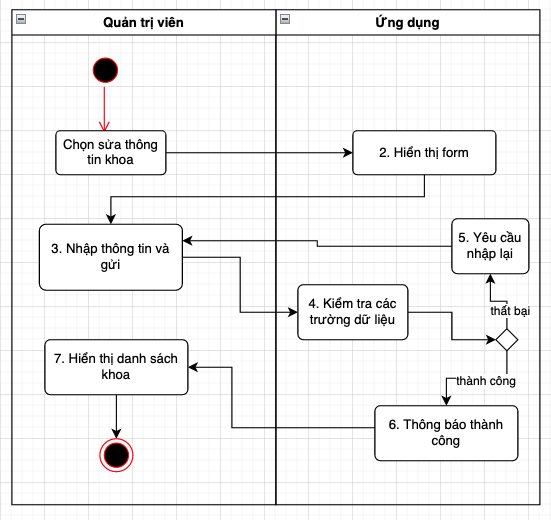 Quản trị viên
Ứng dụng
Chọn sửa thông
tin khoa
2. Hiển thị form
3. Nhập thông tin và
gửi
5. Yêu cầu
nhập lại
4. Kiểm tra các
trường dữ liệu
thất bại
7. Hiển thị danh sách
khoa
thành công
6. Thông báo thành
công